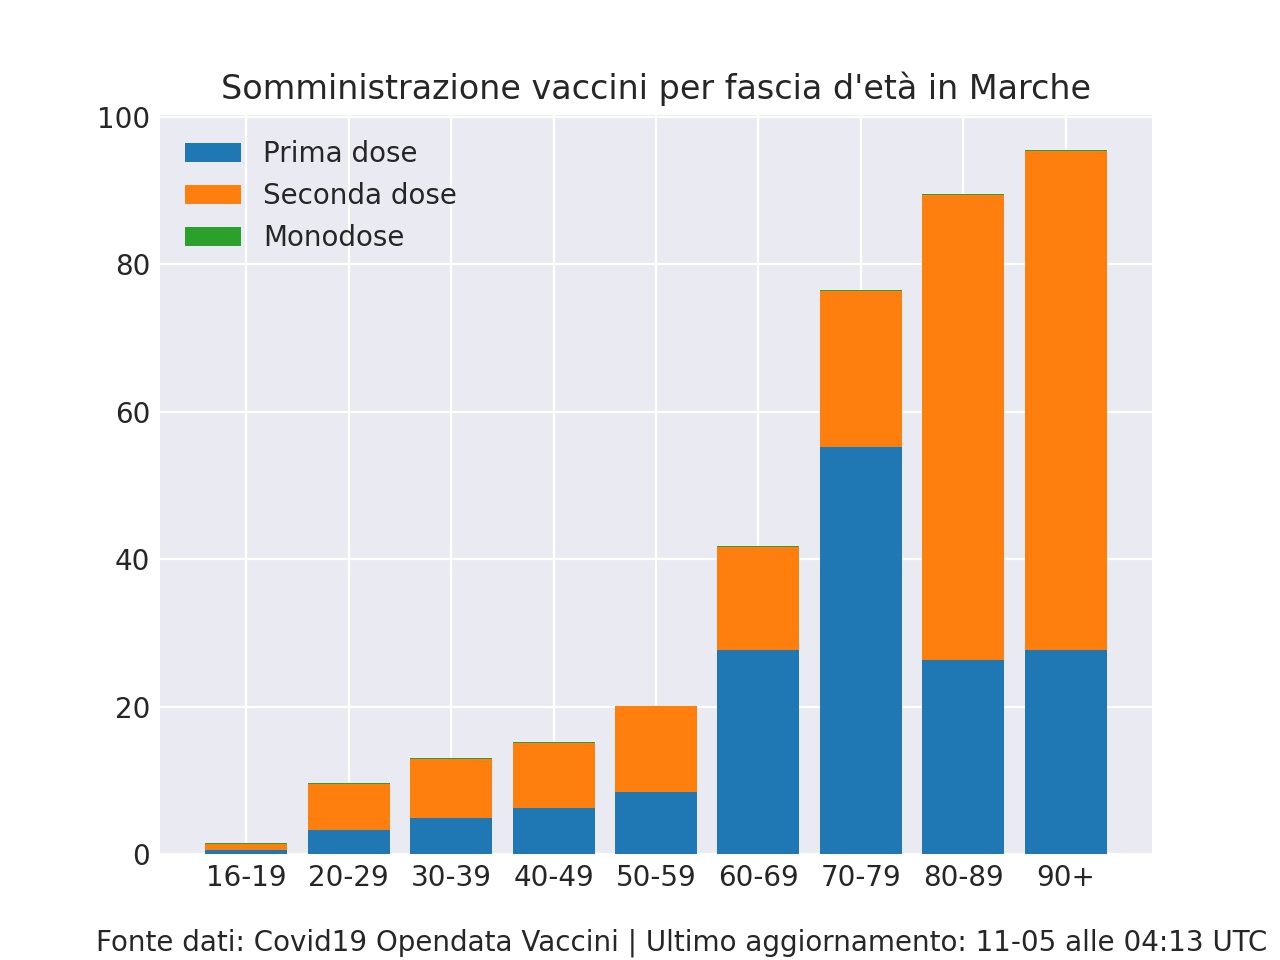 Somministrazione vaccini per fascia d'età in Marche
100
80
60
40
20
0
Prima dose
Seconda dose
Monodose
16-19 20-29 30-39 40-49 50-59 60-69 70-79 80-89 90+
Fonte dati: Covid19 Opendata Vaccini | Ultimo aggiornamento: 11-05 alle 04:13 UTC